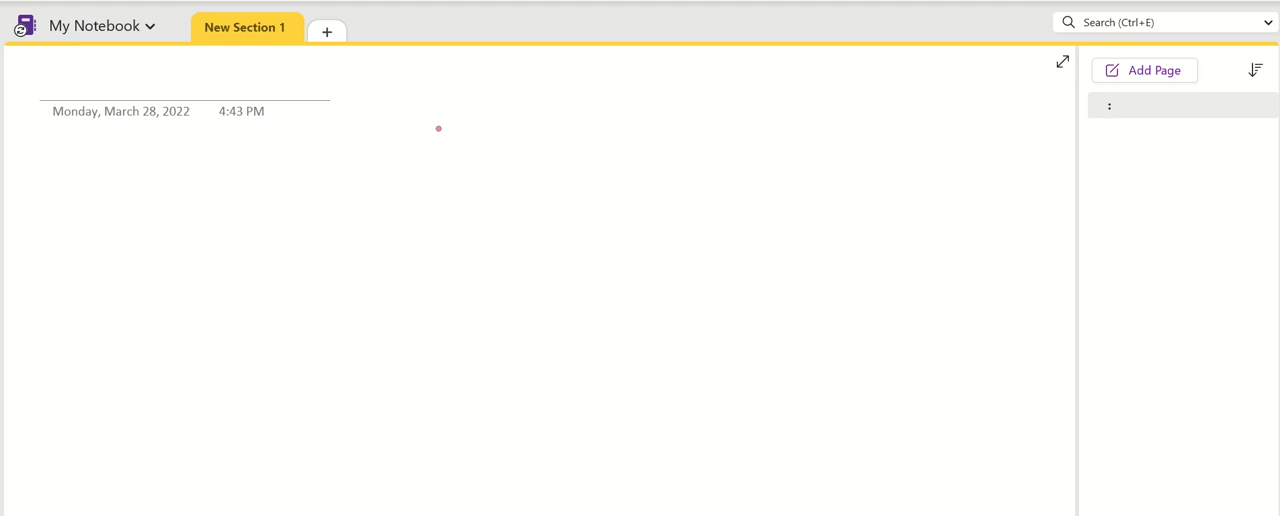 My Notebook
New Section 1
+
Search (Ctrl+E)
Add Page
:
Monday, March 28, 2022 4:43 PM